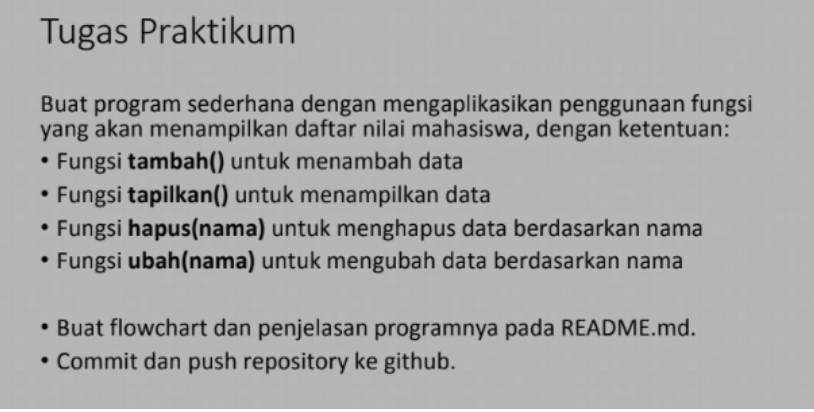 Tugas Praktikum
Buat program sederhana dengan mengaplikasikan penggunaan fungsi
yang akan menampilkan daftar nilai mahasiswa, dengan ketentuan:
• Fungsi tambah() untuk menambah data
• Fungsi tapilkan() untuk menampilkan data
• Fungsi hapus(nama) untuk menghapus data berdasarkan nama
• Fungsi ubah(nama) untuk mengubah data berdasarkan nama
• Buat flowchart dan penjelasan programnya pada README.md.
• Commit dan push repository ke github.